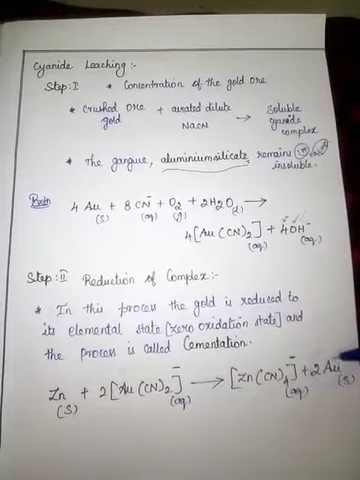 Cyanide Leaching:-
Step:I * Concentration of the gold ore
* Crushed ore + aerated dilute → Soluble
gold NaCN cyanide
complex
* The gangue, aluminiumsilicate remains
insoluble.
Rxn 4 Au(s) + 8 CN⁻(aq) + O2(g) + 2H2O(l) →
4[Au(CN)2]⁻(aq) + 4OH⁻(aq)
Step:II Reduction of Complex:-
* In this process the gold is reduced to
its elemental state [zero oxidation state] and
the process is called Cementation.
Zn(s) + 2[Au(CN)2]⁻(aq) → [Zn(CN)4]⁻(aq) + 2Au(s)